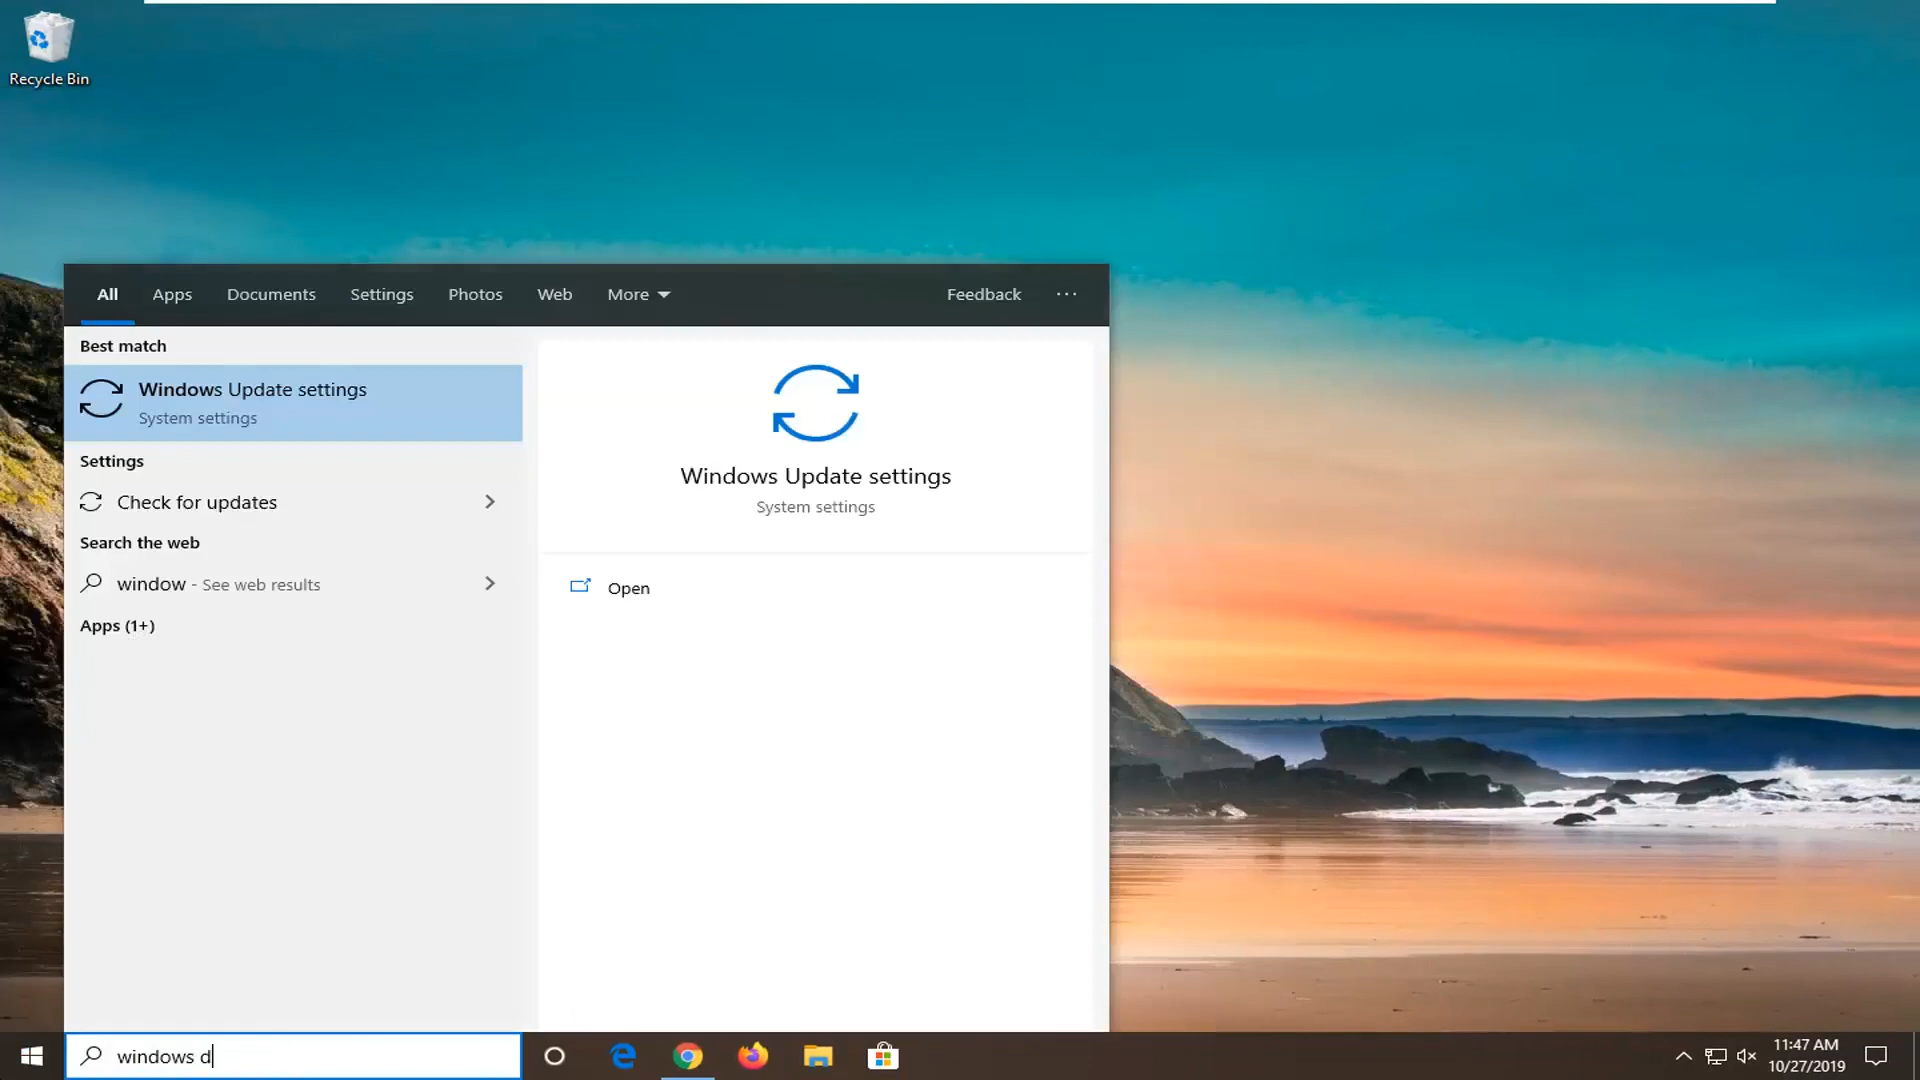 Recycle Bin
All Apps Documents Settings Photos Web More Feedback ···
Best match
Windows Update settings
System settings
Settings
Check for updates
Search the web
window - See web results
Apps (1+)
Windows Update settings
System settings
Open
windows d
11:47 AM
10/27/2019